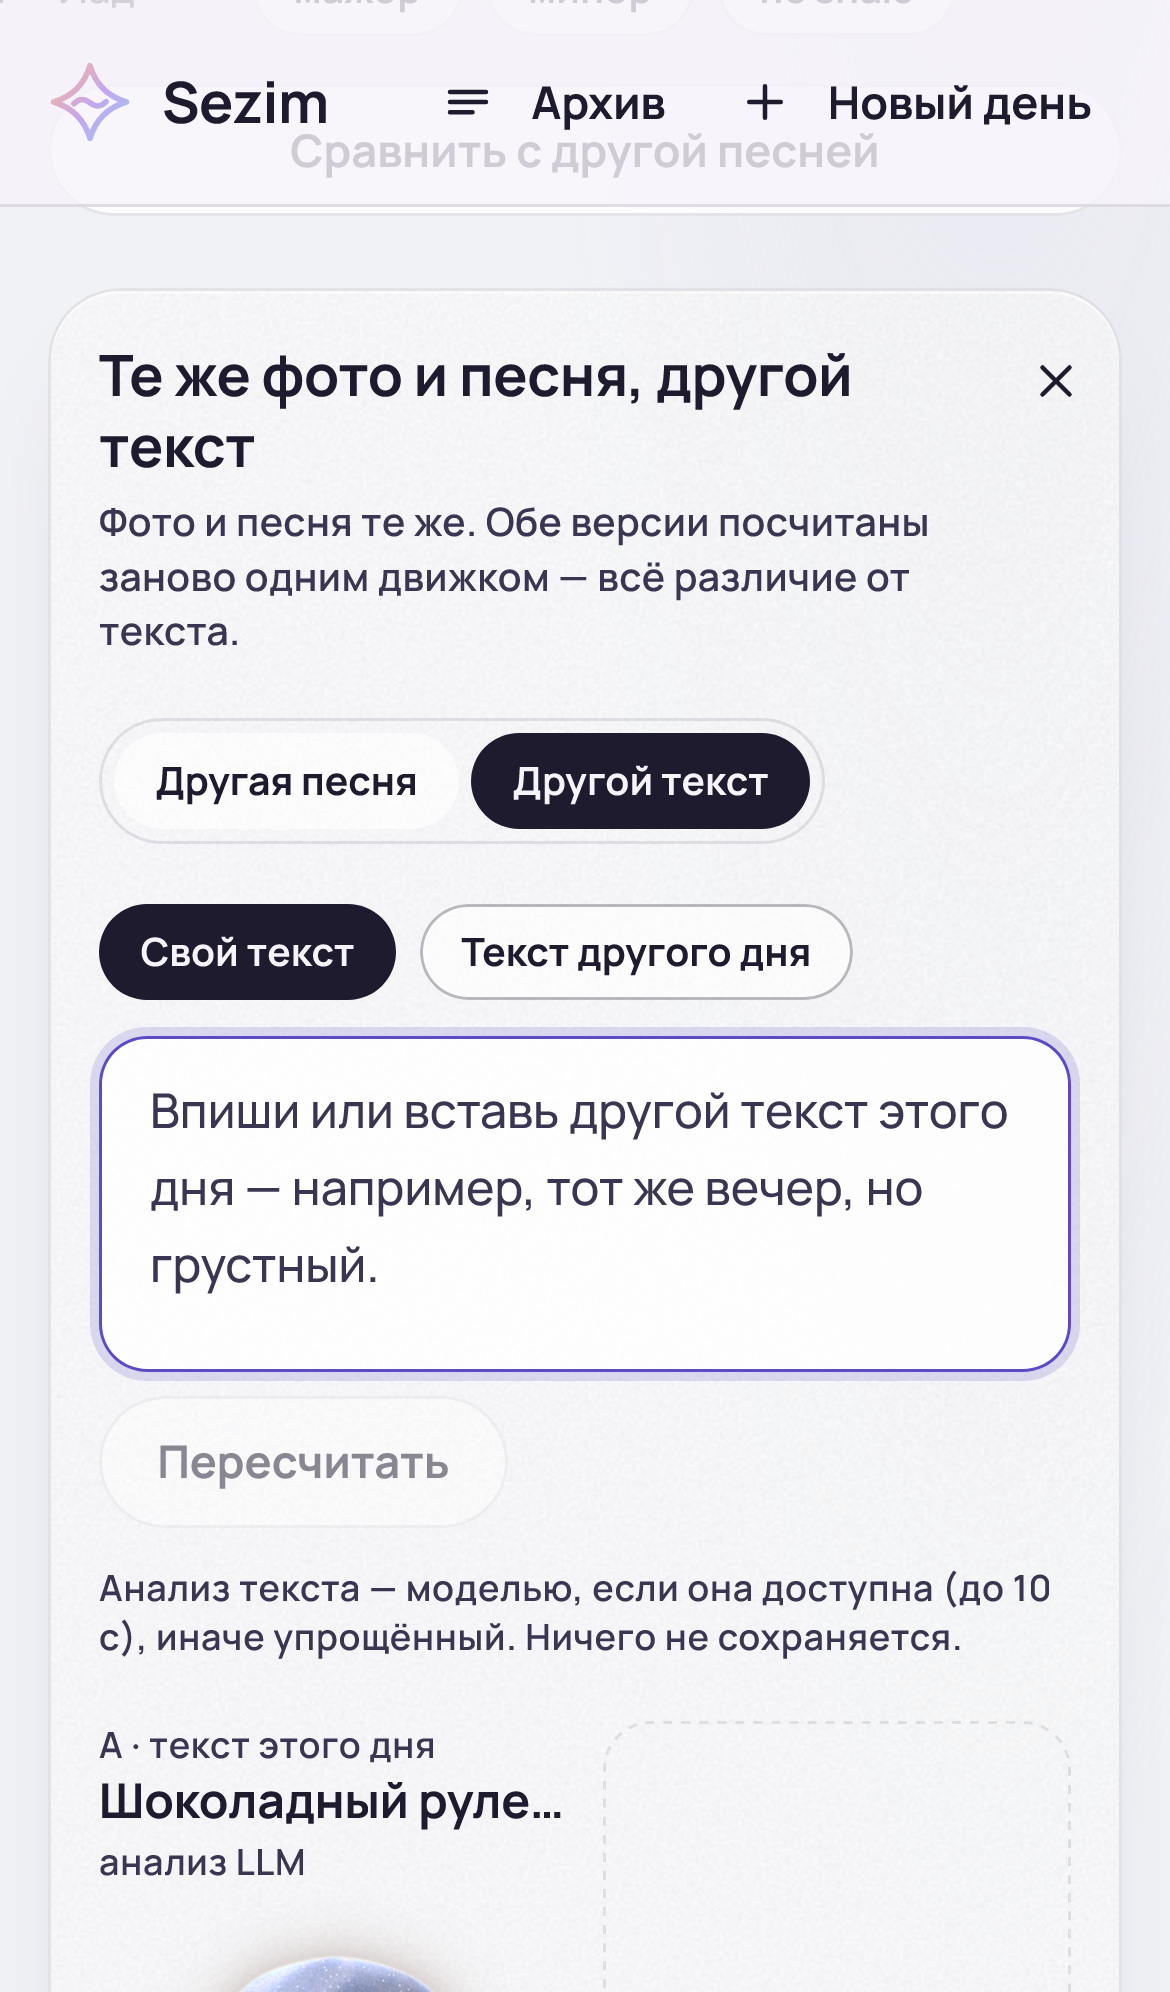 Sezim
Архив
Новый день
Сравнить с другой песней
Те же фото и песня, другой
текст
Фото и песня те же. Обе версии посчитаны
заново одним движком — всё различие от
текста.
Другая песня
Другой текст
Свой текст
Текст другого дня
Впиши или вставь другой текст этого
дня — например, тот же вечер, но
грустный.
Пересчитать
Анализ текста — моделью, если она доступна (до 10
с), иначе упрощённый. Ничего не сохраняется.
А · текст этого дня
Шоколадный руле...
анализ LLM